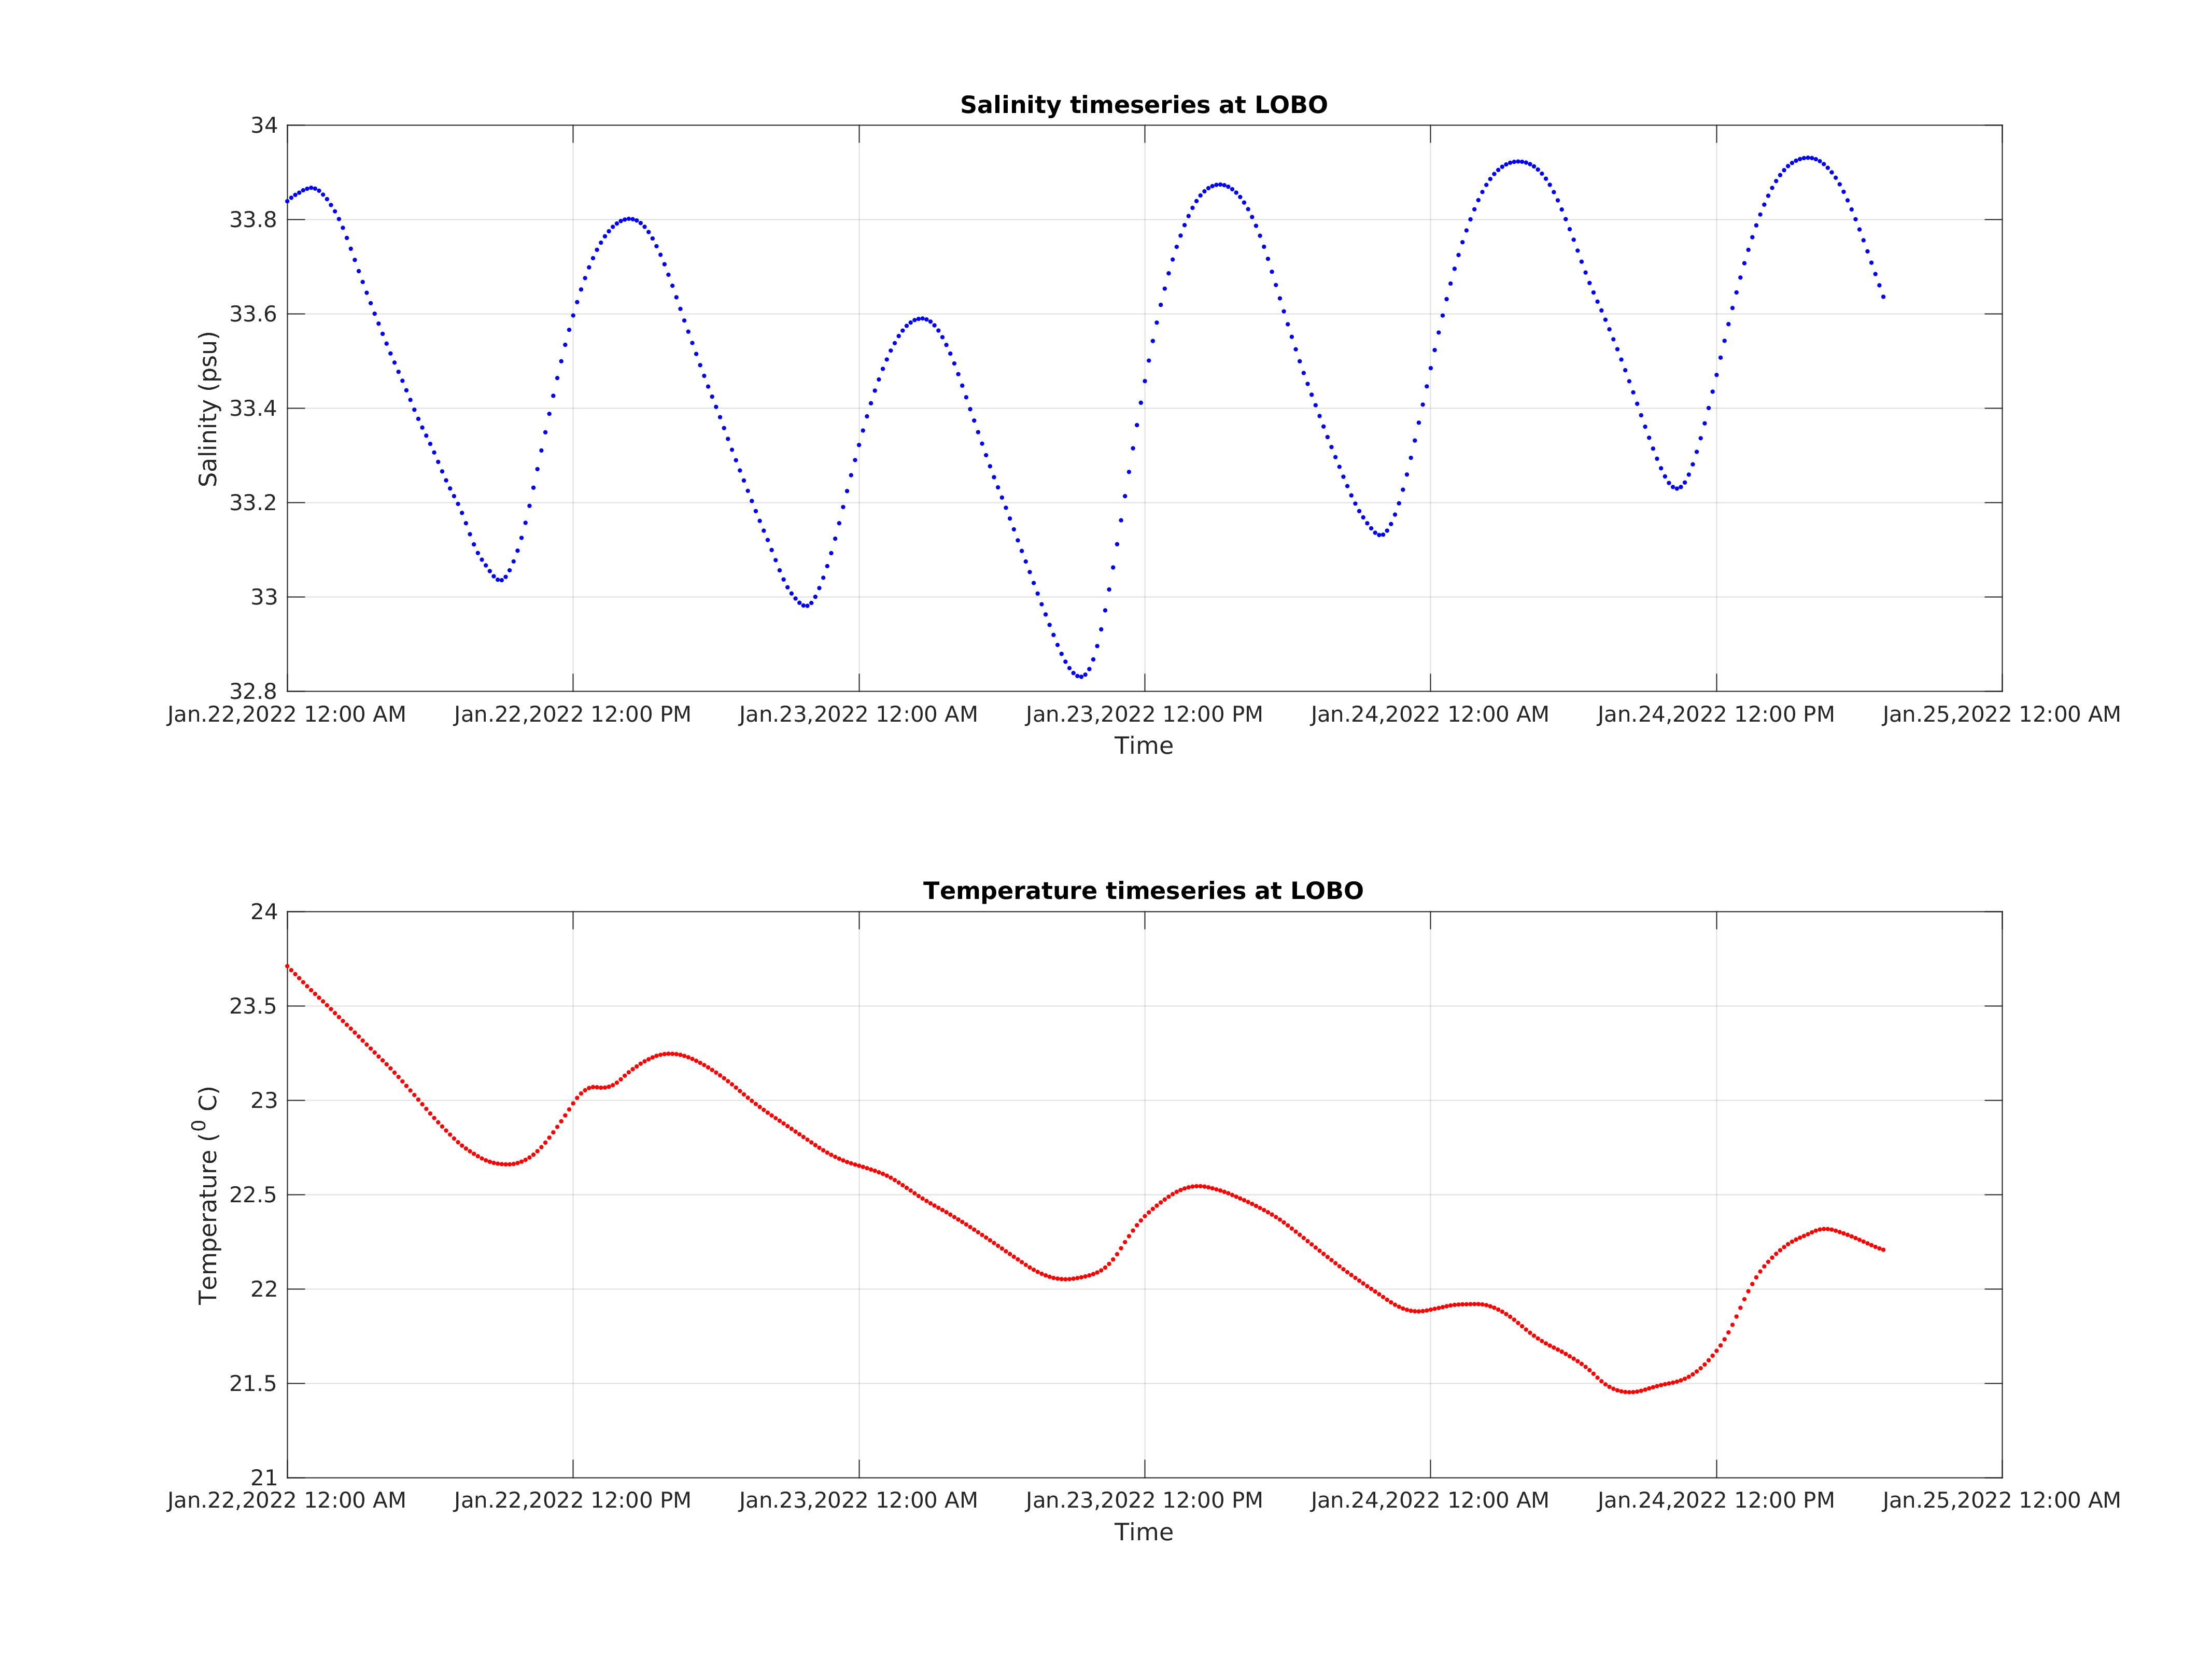 Salinity timeseries at LOBO
34
33.8
33.6
33.4
33.2
33
32.8
Salinity (psu)
Jan.22,2022 12:00 AM Jan.22,2022 12:00 PM Jan.23,2022 12:00 AM Jan.23,2022 12:00 PM Jan.24,2022 12:00 AM Jan.24,2022 12:00 PM Jan.25,2022 12:00 AM
Time
Temperature timeseries at LOBO
24
23.5
23
22.5
22
21.5
21
Temperature (⁰ C)
Jan.22,2022 12:00 AM Jan.22,2022 12:00 PM Jan.23,2022 12:00 AM Jan.23,2022 12:00 PM Jan.24,2022 12:00 AM Jan.24,2022 12:00 PM Jan.25,2022 12:00 AM
Time